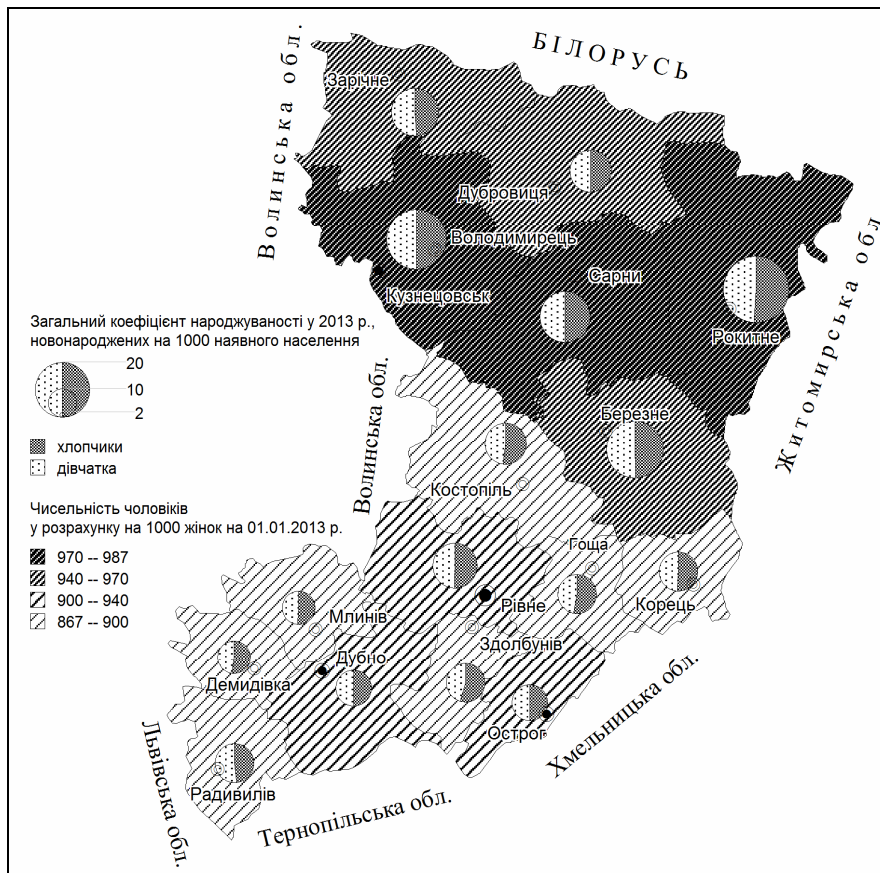 БІЛОРУСЬ
Волинська обл.
Зарічне
Дубровиця
Володимирець
Сарни
Кузнецовськ
Рокитне
Житомирська обл.
Загальний коефіцієнт народжуваності у 2013 р.,
новонароджених на 1000 наявного населення
20
10
2
хлопчики
дівчатка
Чисельність чоловіків
у розрахунку на 1000 жінок на 01.01.2013 р.
970 -- 987
940 -- 970
900 -- 940
867 -- 900
Волинська обл.
Березне
Костопіль
Гоща
Рівне
Корець
Млинів
Здолбунів
Дубно
Демидівка
Острог
Радивилів
Хмельницька обл.
Львівська обл.
Тернопільська обл.